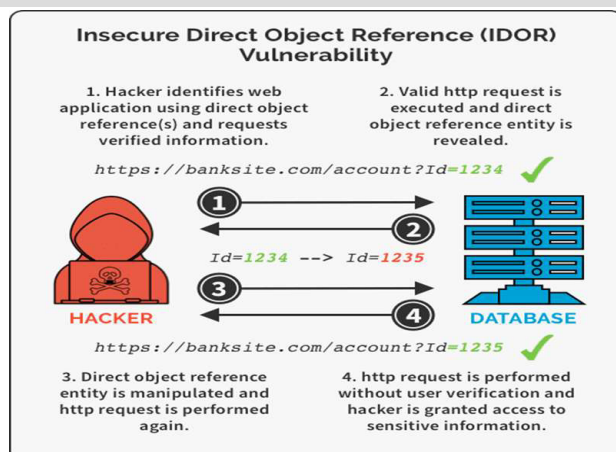 Insecure Direct Object Reference (IDOR)
Vulnerability
1. Hacker identifies web
application using direct object
reference(s) and requests
verified information.
2. Valid http request is
executed and direct
object reference entity is
revealed.
https://banksite.com/account?Id=1234
1
2
Id=1234 --> Id=1235
3
4
HACKER
DATABASE
https://banksite.com/account?Id=1235
3. Direct object reference
entity is manipulated and
http request is performed
again.
4. http request is performed
without user verification and
hacker is granted access to
sensitive information.